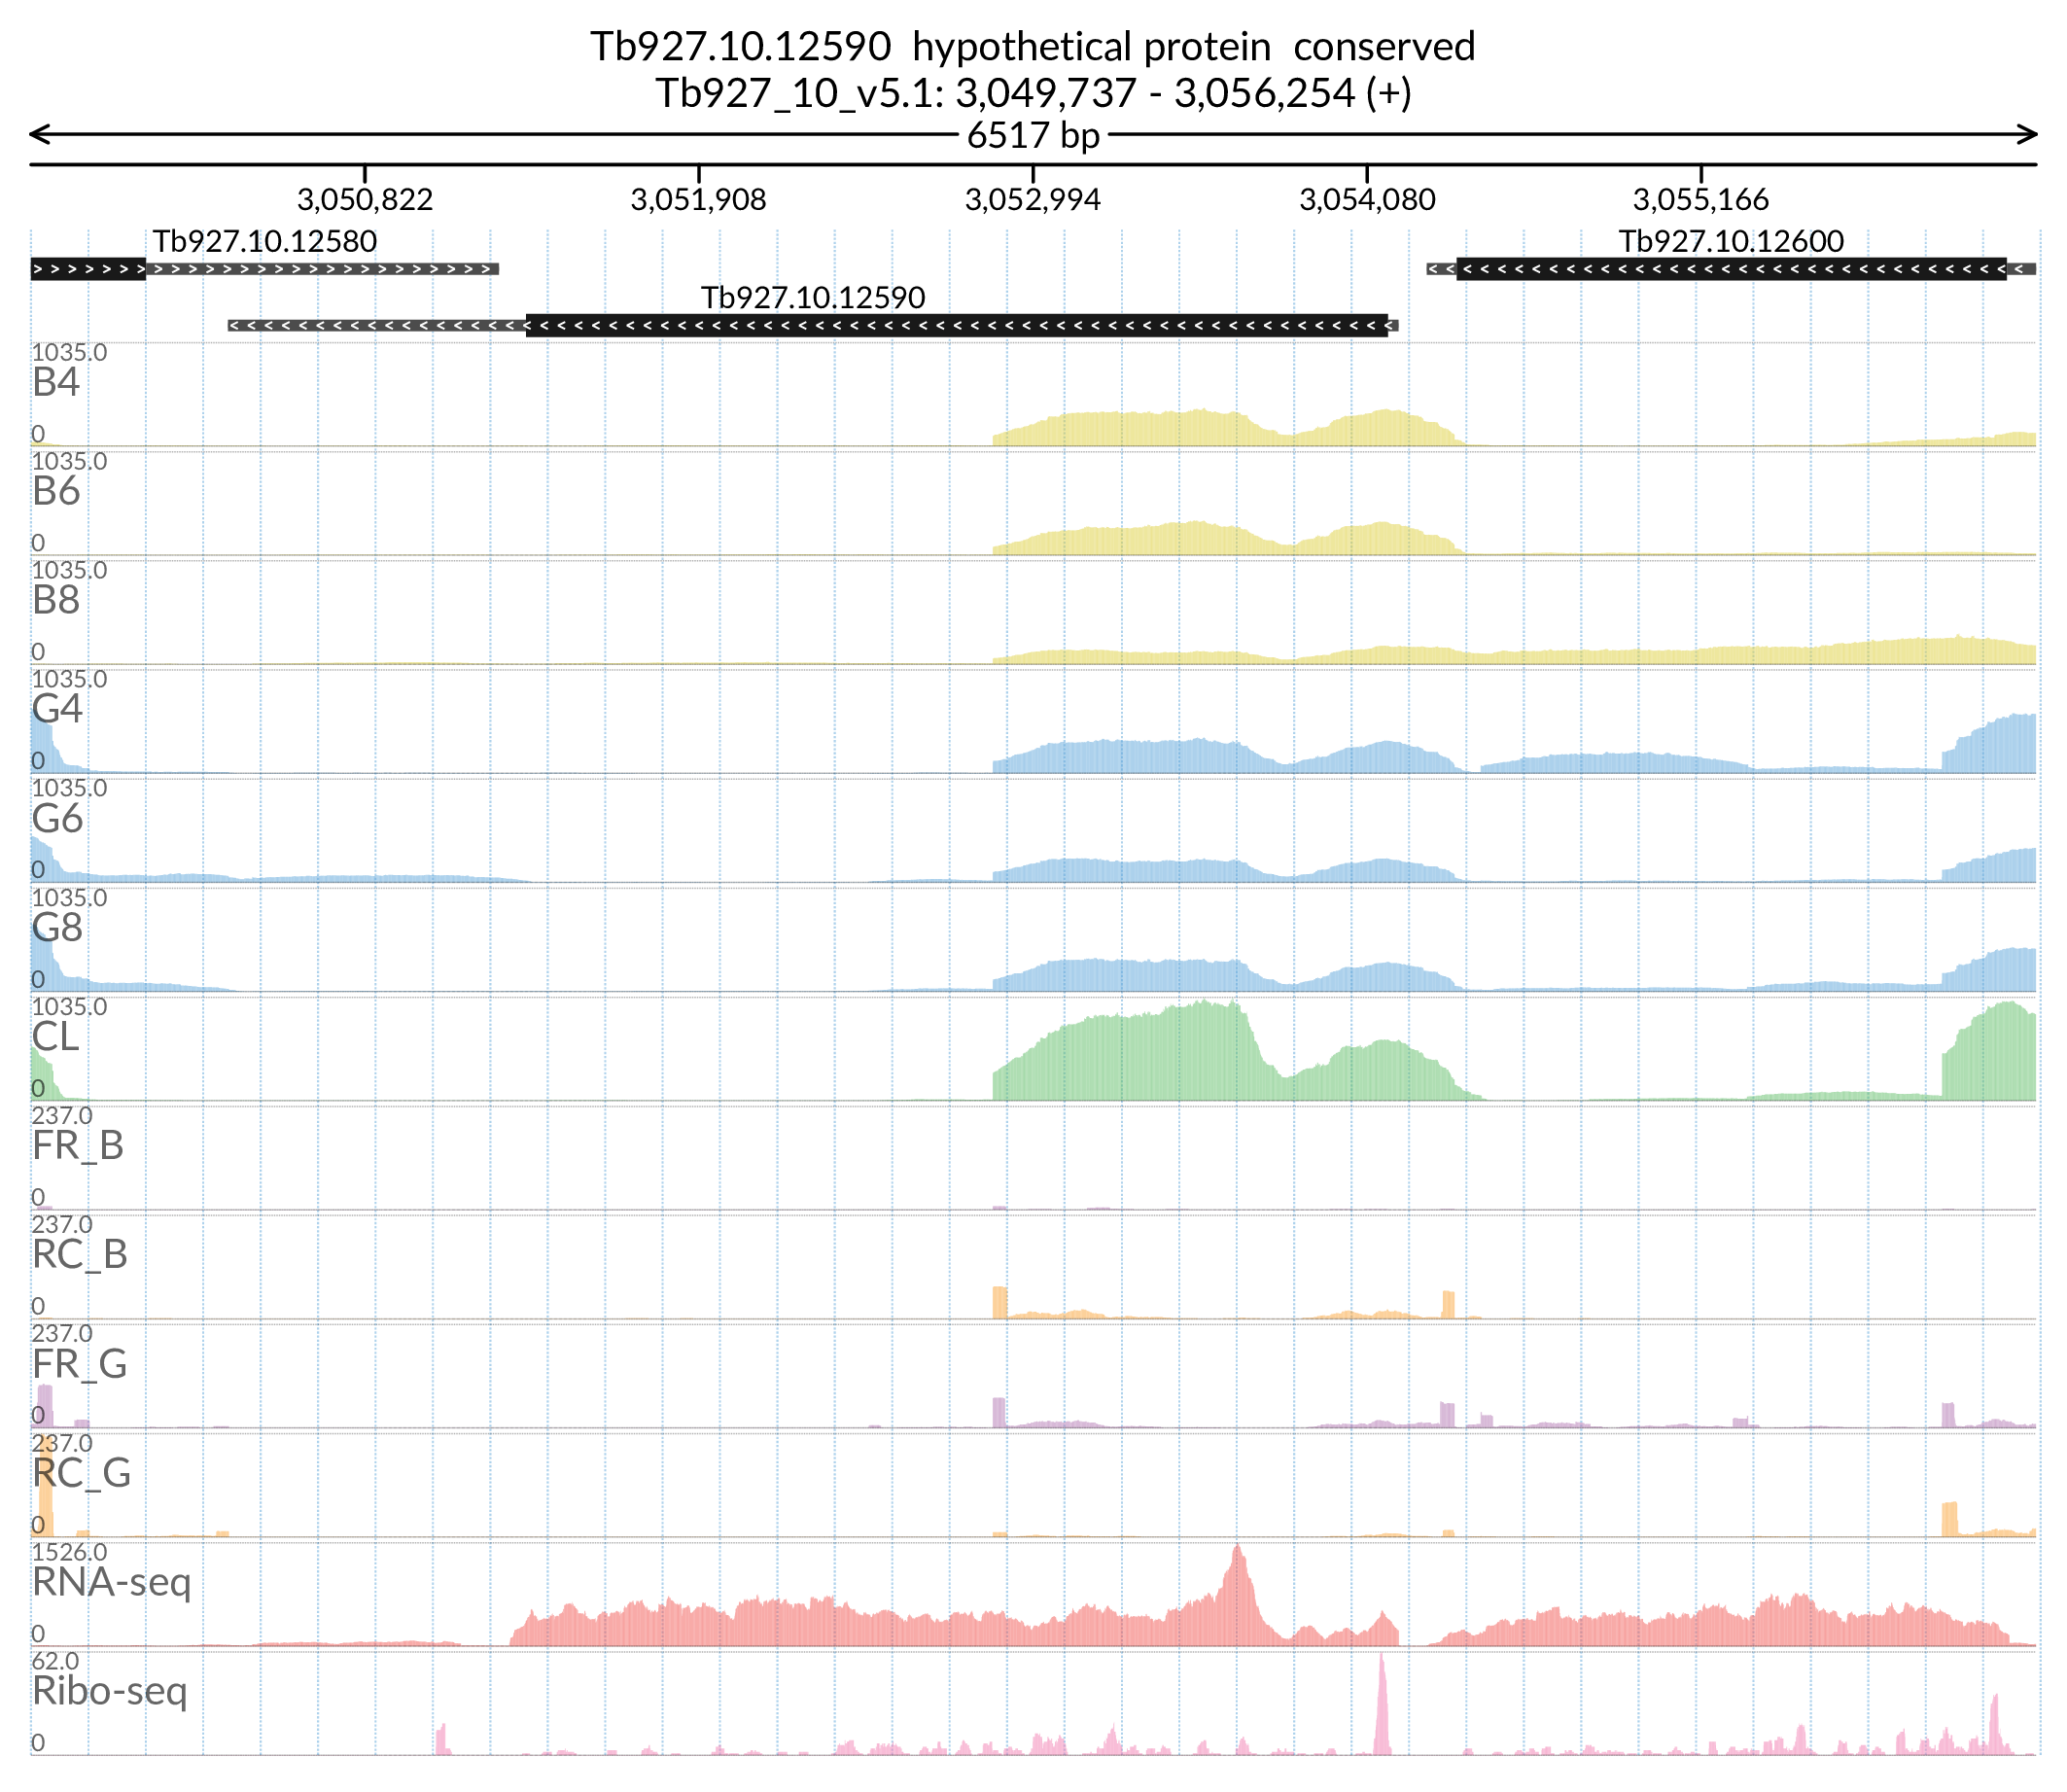 Tb927.10.12590  hypothetical protein  conserved
Tb927_10_v5.1: 3,049,737 - 3,056,254 (+)
6517 bp
3,050,822 3,051,908 3,052,994 3,054,080 3,055,166
Tb927.10.12580 Tb927.10.12600
Tb927.10.12590
1035.0
B4
0
1035.0
B6
0
1035.0
B8
0
1035.0
G4
0
1035.0
G6
0
1035.0
G8
0
1035.0
CL
0
237.0
FR_B
0
237.0
RC_B
0
237.0
FR_G
0
237.0
RC_G
0
1526.0
RNA-seq
0
62.0
Ribo-seq
0